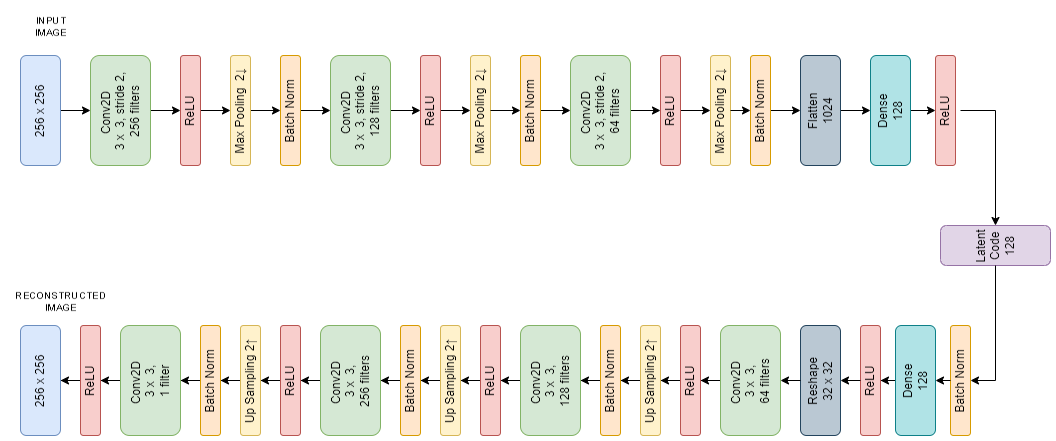 INPUT
IMAGE
256 x 256
Conv2D
3 x 3, stride 2,
256 filters
ReLU
Max Pooling 2↓
Batch Norm
Conv2D
3 x 3, stride 2,
128 filters
ReLU
Max Pooling 2↓
Batch Norm
Conv2D
3 x 3, stride 2,
64 filters
ReLU
Max Pooling 2↓
Batch Norm
Flatten
1024
Dense
128
ReLU
Latent
Code
128
RECONSTRUCTED
IMAGE
256 x 256
ReLU
Conv2D
3 x 3,
1 filter
Batch Norm
Up Sampling 2↑
ReLU
Conv2D
3 x 3,
256 filters
Batch Norm
Up Sampling 2↑
ReLU
Conv2D
3 x 3,
128 filters
Batch Norm
Up Sampling 2↑
ReLU
Conv2D
3 x 3,
64 filters
Reshape
32 x 32
ReLU
Dense
128
Batch Norm